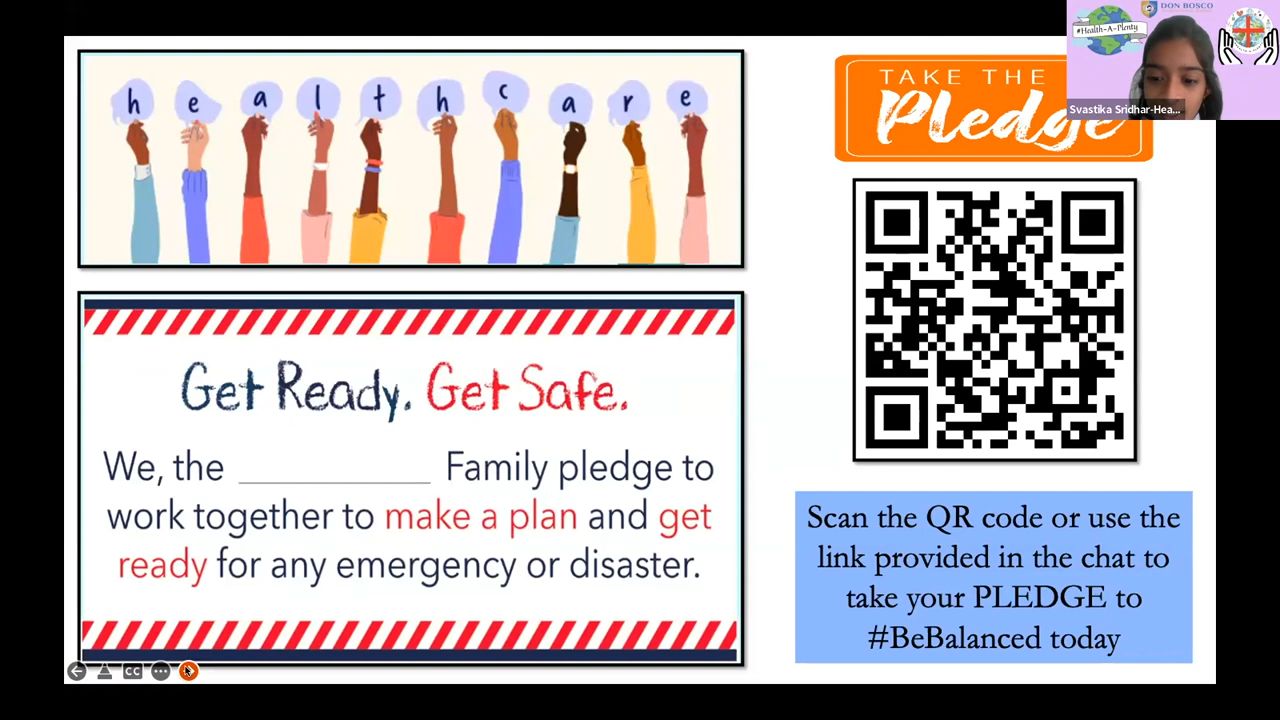 h e a l t h c a r e
Get Ready. Get Safe.
We, the ____________ Family pledge to
work together to make a plan and get
ready for any emergency or disaster.
TAKE THE
Pledge
Scan the QR code or use the
link provided in the chat to
take your PLEDGE to
#BeBalanced today
DON BOSCO
#Health-A-Plenty
Svastika Sridhar-Hea...
CC